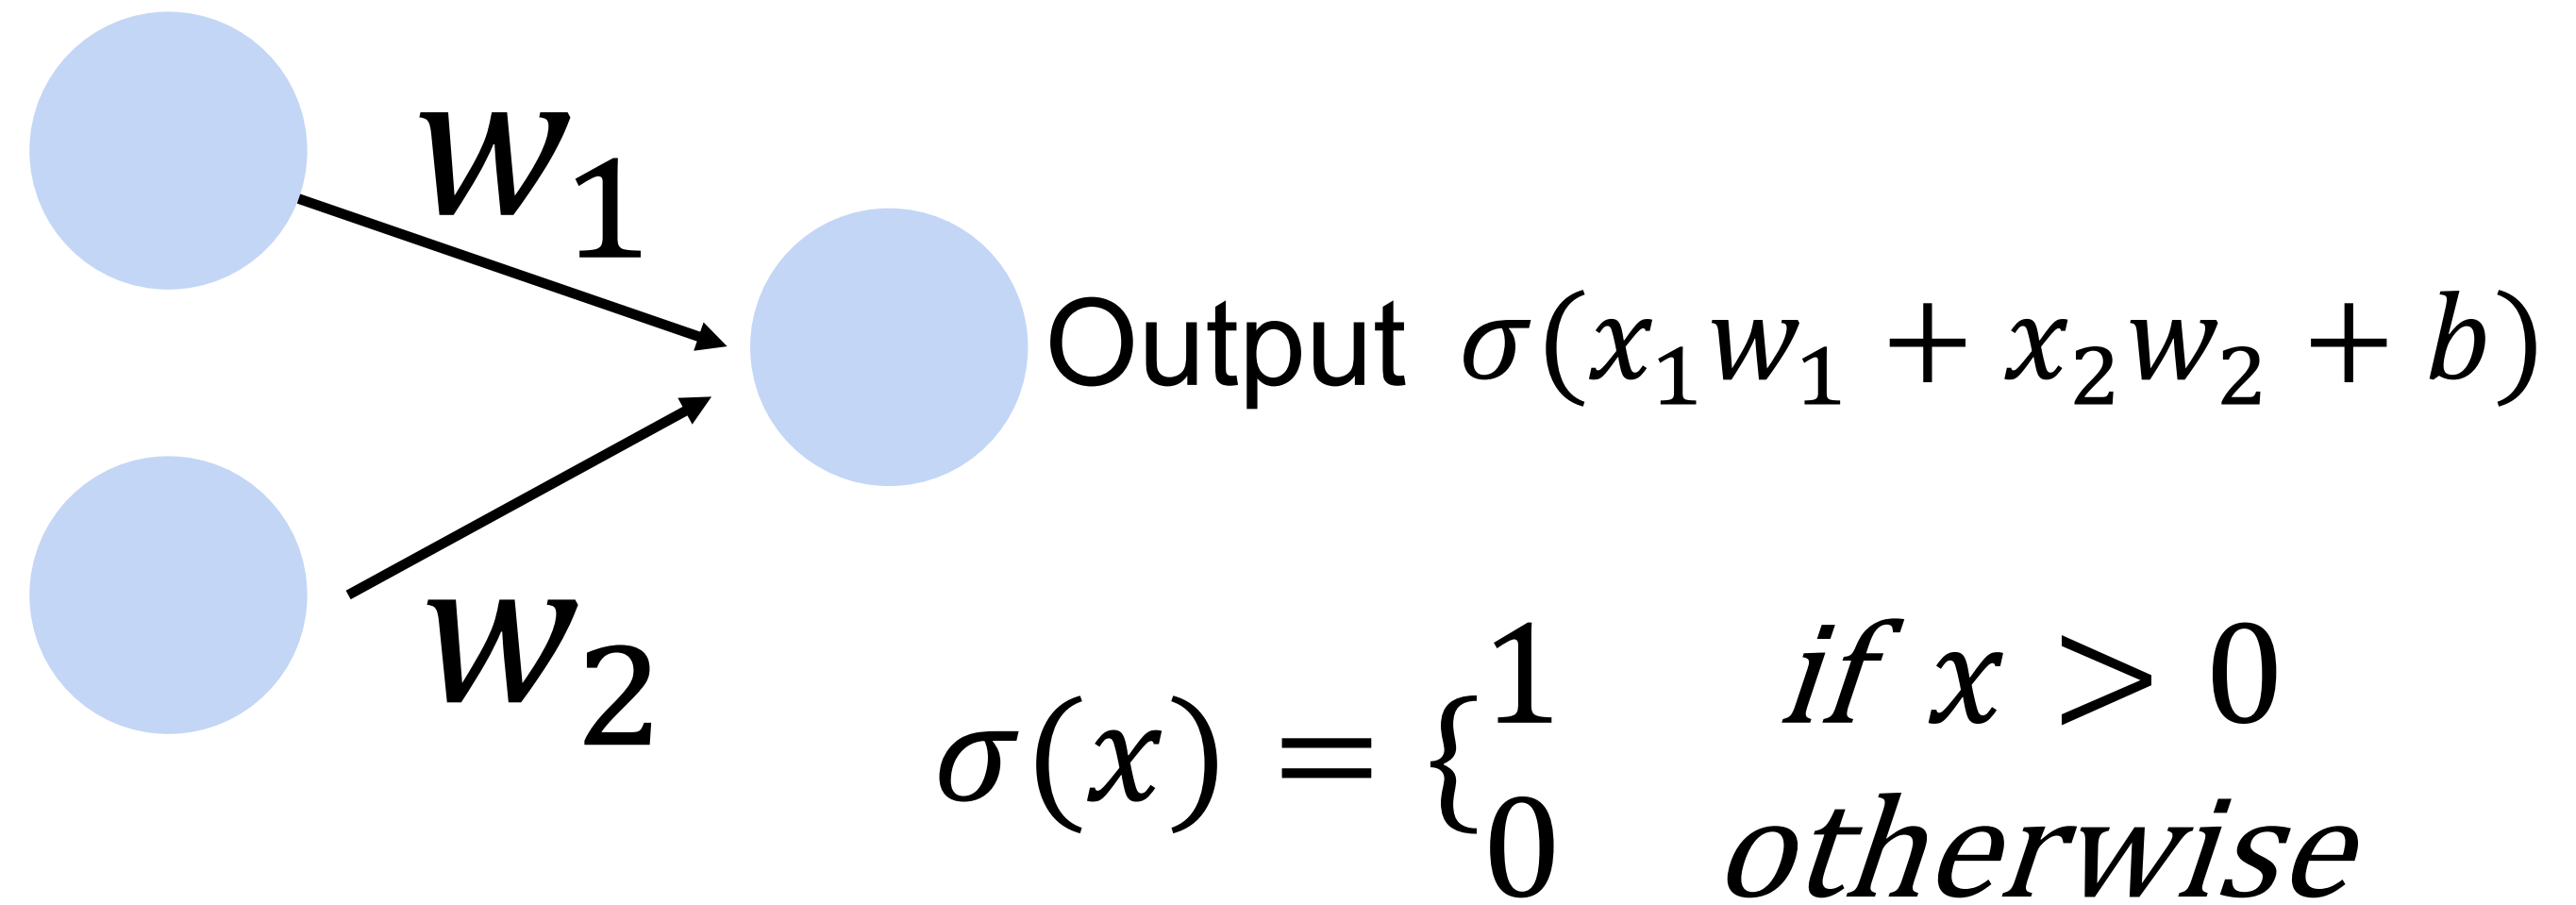 w₁
Output σ(x₁w₁ + x₂w₂ + b)
w₂
σ(x) = {1 if x > 0
0 otherwise